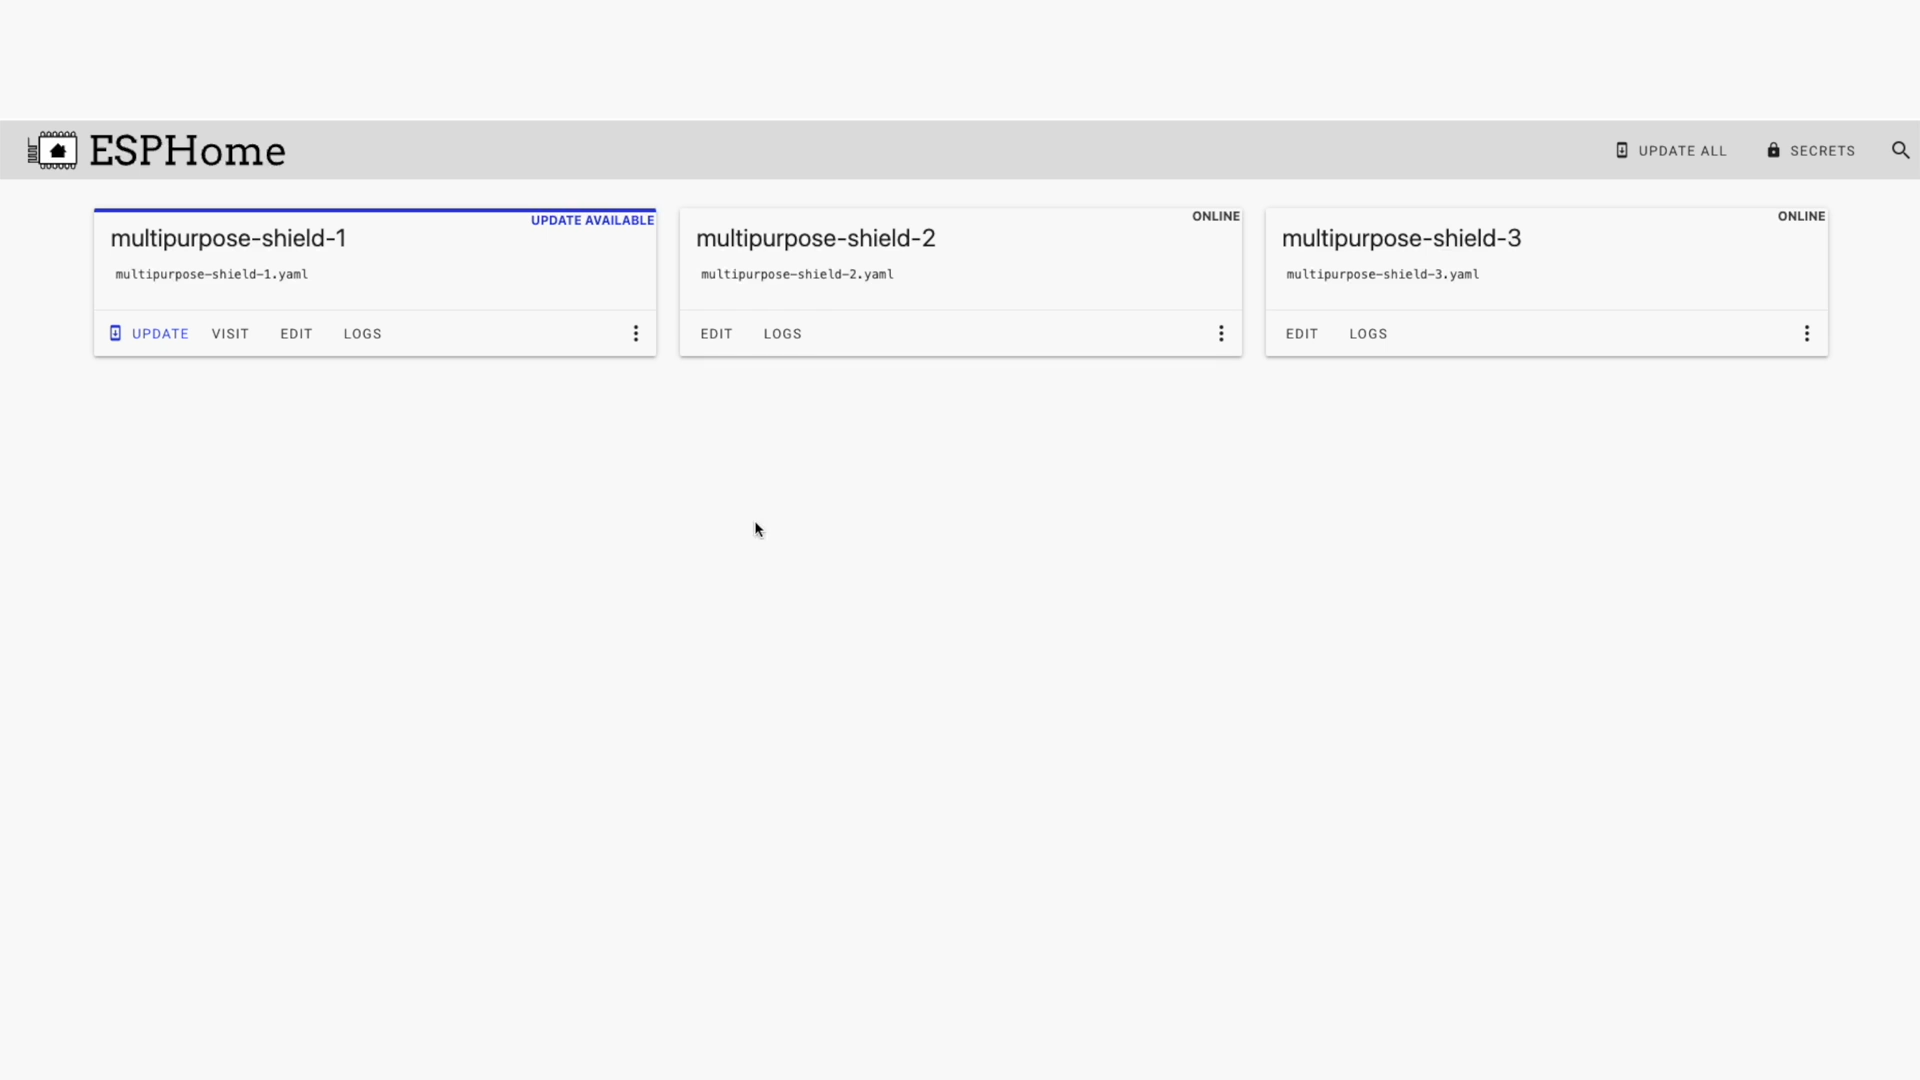 ESPHome
UPDATE ALL
SECRETS
UPDATE AVAILABLE
multipurpose-shield-1
multipurpose-shield-1.yaml
UPDATE VISIT EDIT LOGS
ONLINE
multipurpose-shield-2
multipurpose-shield-2.yaml
EDIT LOGS
ONLINE
multipurpose-shield-3
multipurpose-shield-3.yaml
EDIT LOGS